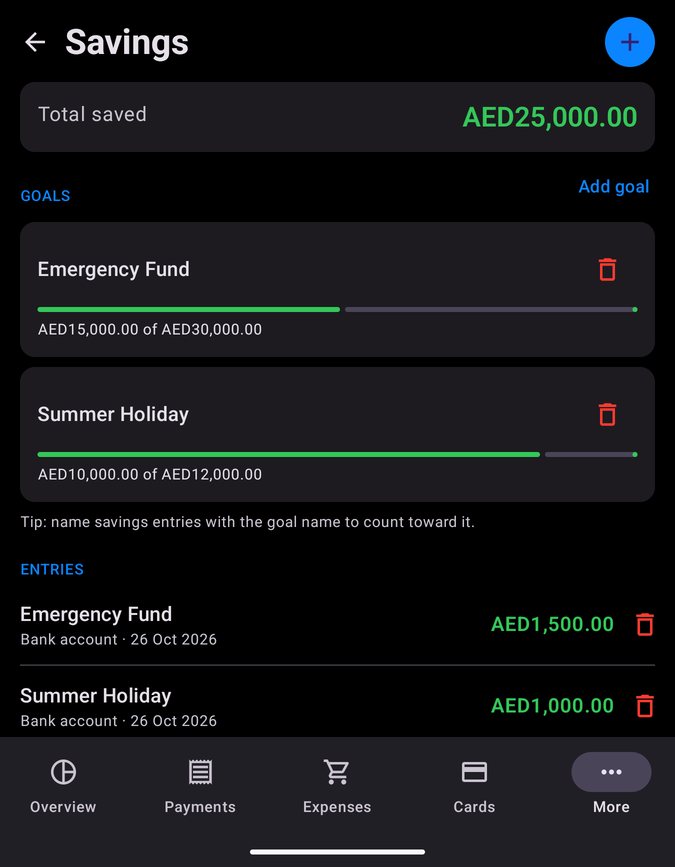 Savings
Total saved
AED25,000.00
GOALS
Add goal
Emergency Fund
AED15,000.00 of AED30,000.00
Summer Holiday
AED10,000.00 of AED12,000.00
Tip: name savings entries with the goal name to count toward it.
ENTRIES
Emergency Fund
AED1,500.00
Bank account · 26 Oct 2026
Summer Holiday
AED1,000.00
Bank account · 26 Oct 2026
Overview
Payments
Expenses
Cards
More